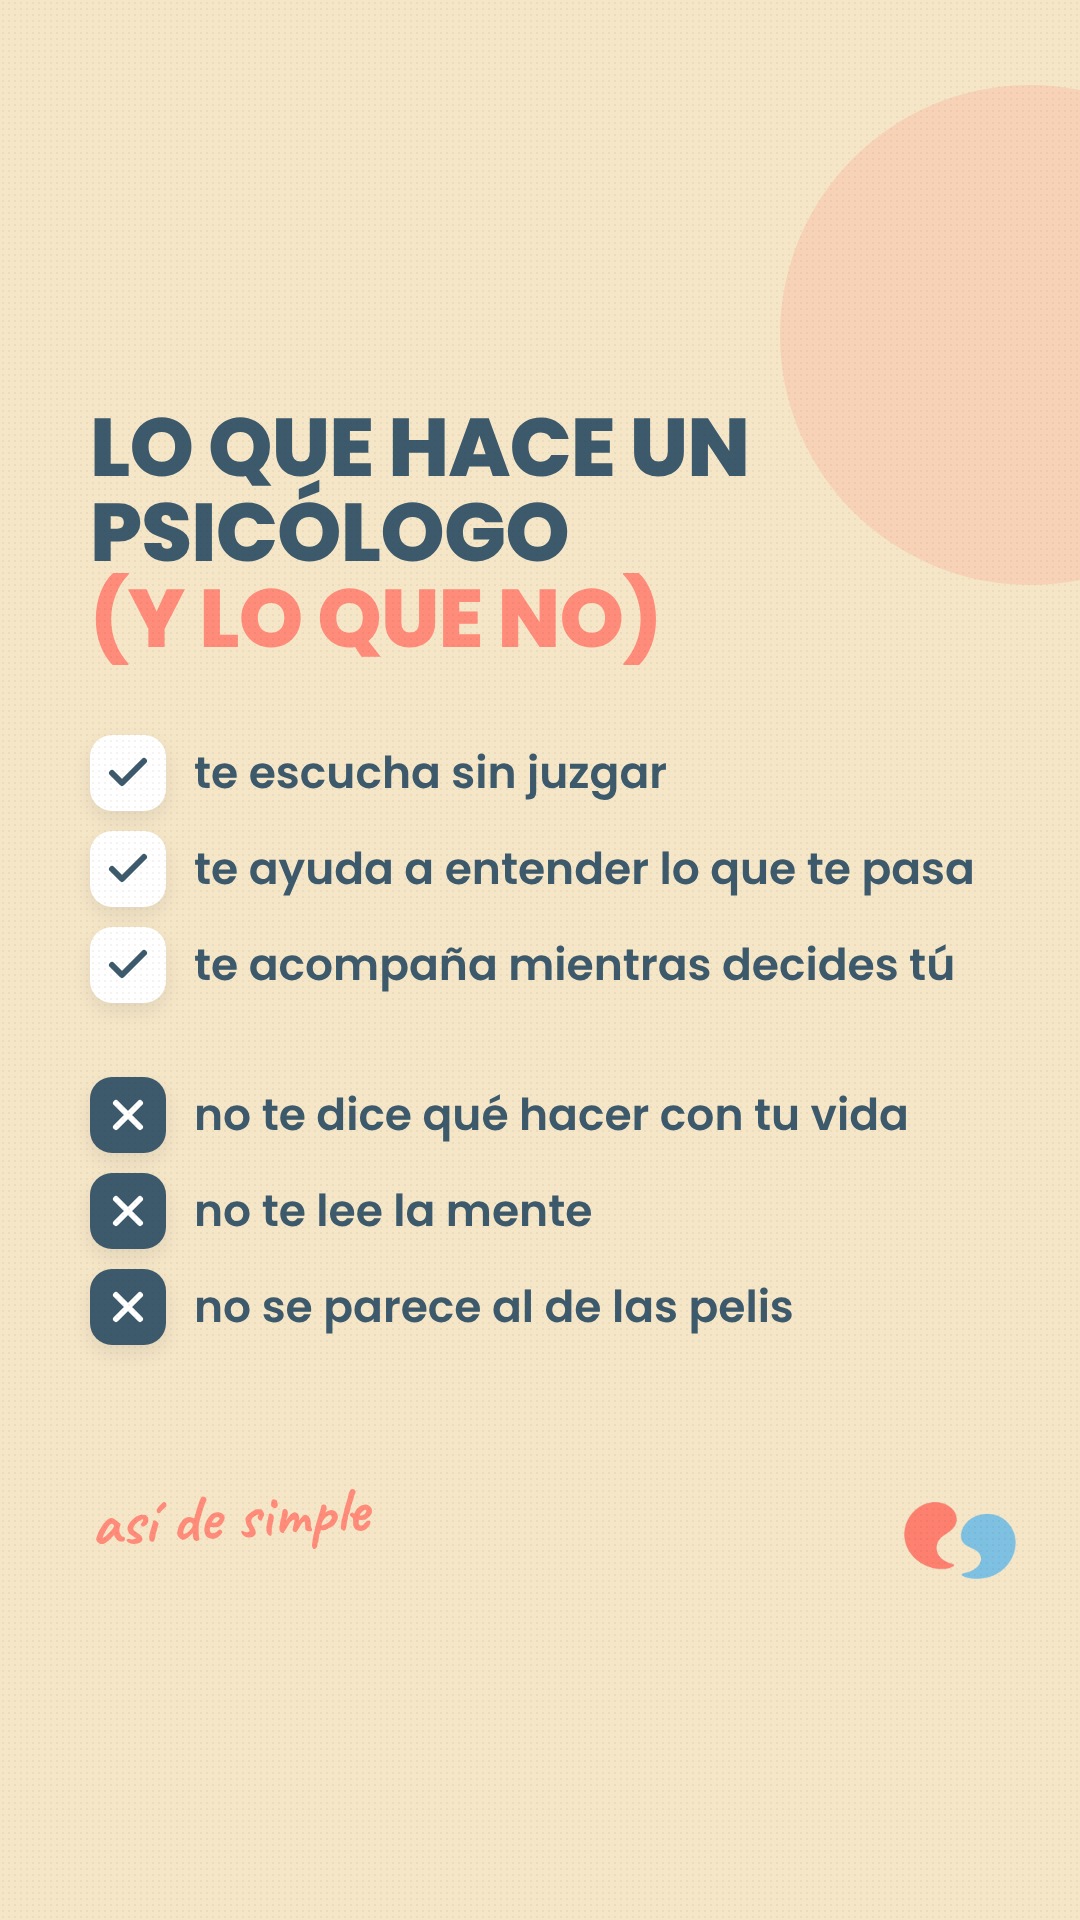 LO QUE HACE UN
PSICÓLOGO
(Y LO QUE NO)
te escucha sin juzgar
te ayuda a entender lo que te pasa
te acompaña mientras decides tú
no te dice qué hacer con tu vida
no te lee la mente
no se parece al de las pelis
así de simple